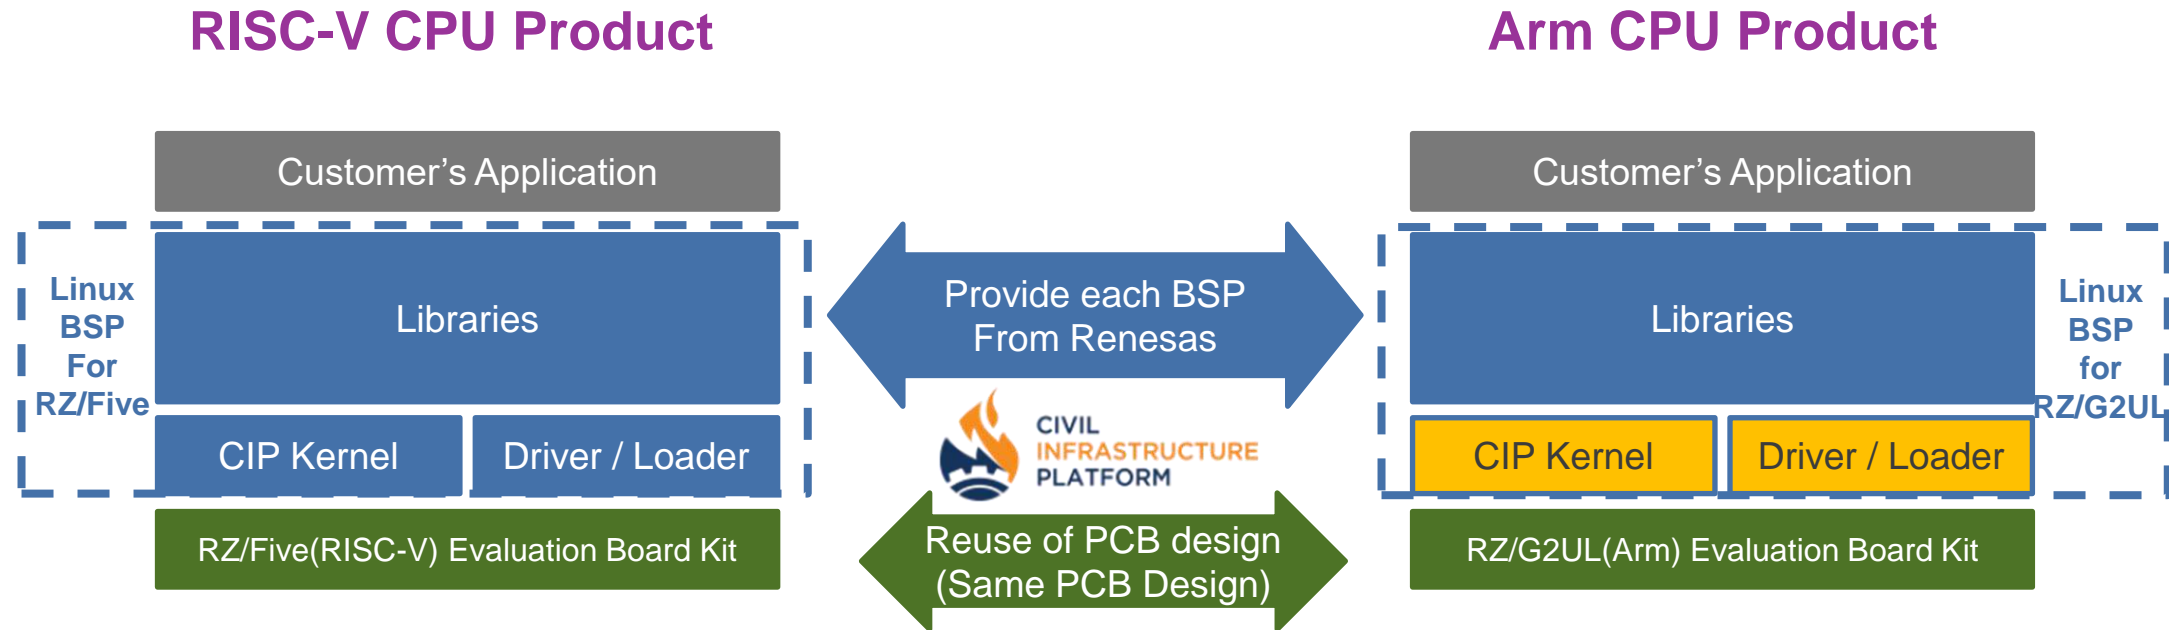 RISC-V CPU Product
Arm CPU Product
Customer’s Application
Customer’s Application
Linux
BSP
For
RZ/Five
Libraries
Provide each BSP
From Renesas
Libraries
Linux
BSP
for
RZ/G2UL
CIP Kernel
Driver / Loader
CIVIL
INFRASTRUCTURE
PLATFORM
CIP Kernel
Driver / Loader
RZ/Five(RISC-V) Evaluation Board Kit
Reuse of PCB design
(Same PCB Design)
RZ/G2UL(Arm) Evaluation Board Kit